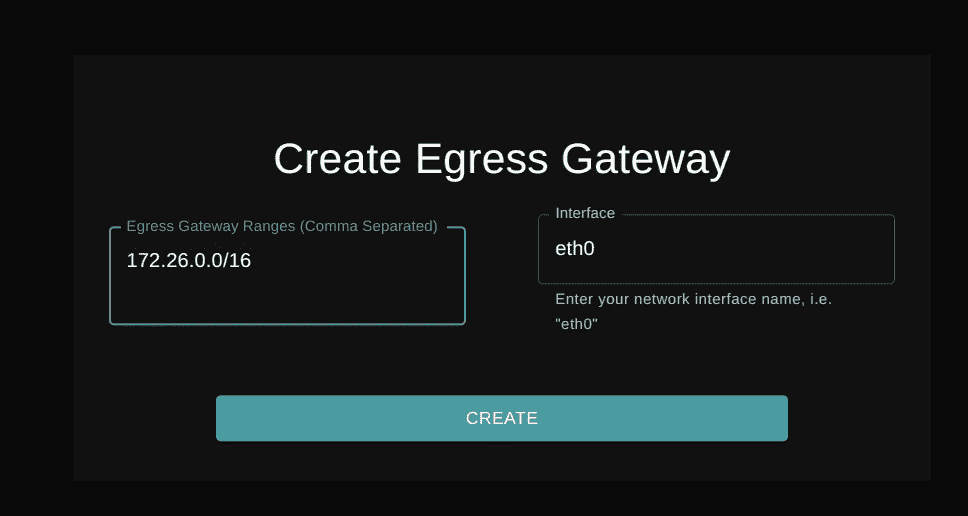 Create Egress Gateway
Egress Gateway Ranges (Comma Separated)
172.26.0.0/16
Interface
eth0
Enter your network interface name, i.e.
"eth0"
CREATE